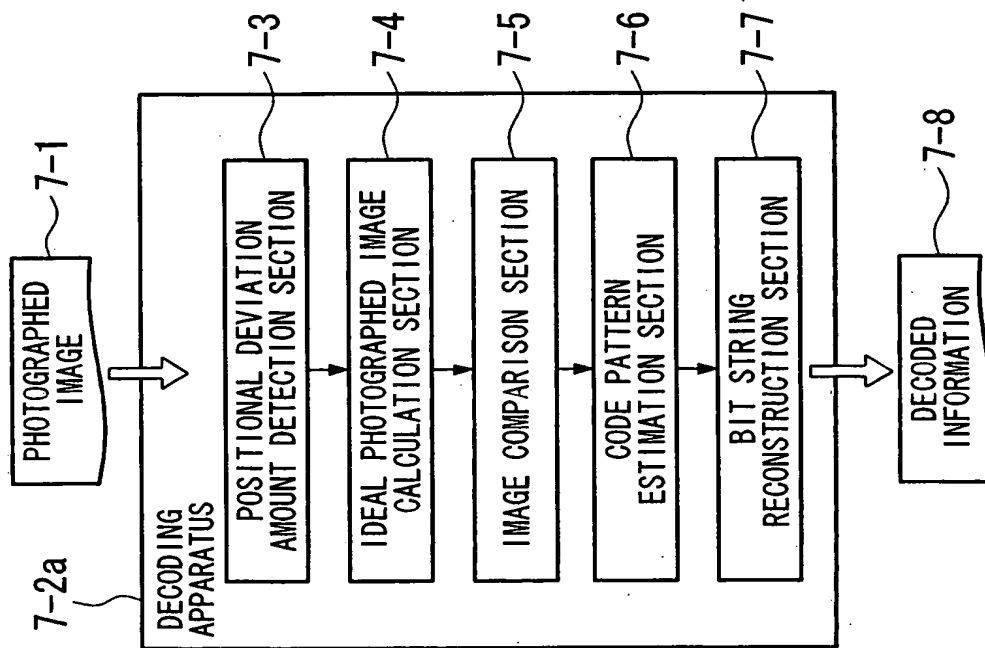 PHOTOGRAPHED
IMAGE
7-1
7-2a
DECODING
APPARATUS
POSITIONAL DEVIATION
AMOUNT DETECTION SECTION
7-3
IDEAL PHOTOGRAPHED IMAGE
CALCULATION SECTION
7-4
IMAGE COMPARISON SECTION
7-5
CODE PATTERN
ESTIMATION SECTION
7-6
BIT STRING
RECONSTRUCTION SECTION
7-7
DECODED
INFORMATION
7-8